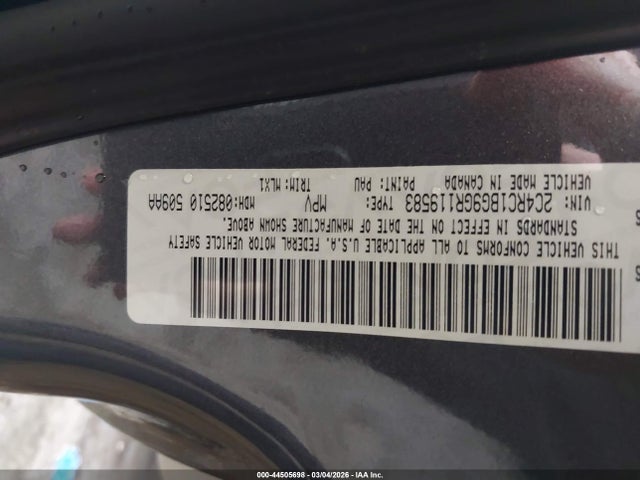 THIS VEHICLE CONFORMS TO ALL APPLICABLE U.S.A. FEDERAL MOTOR VEHICLE SAFETY
STANDARDS IN EFFECT ON THE DATE OF MANUFACTURE SHOWN ABOVE.
VIN: 2C4RC1BG9GR119583 TYPE: MPV MDH: 082510 509AA
VEHICLE MADE IN CANADA PAINT: PAU TRIM: MLX1
000-44505698 - 03/04/2026 - IAA Inc.